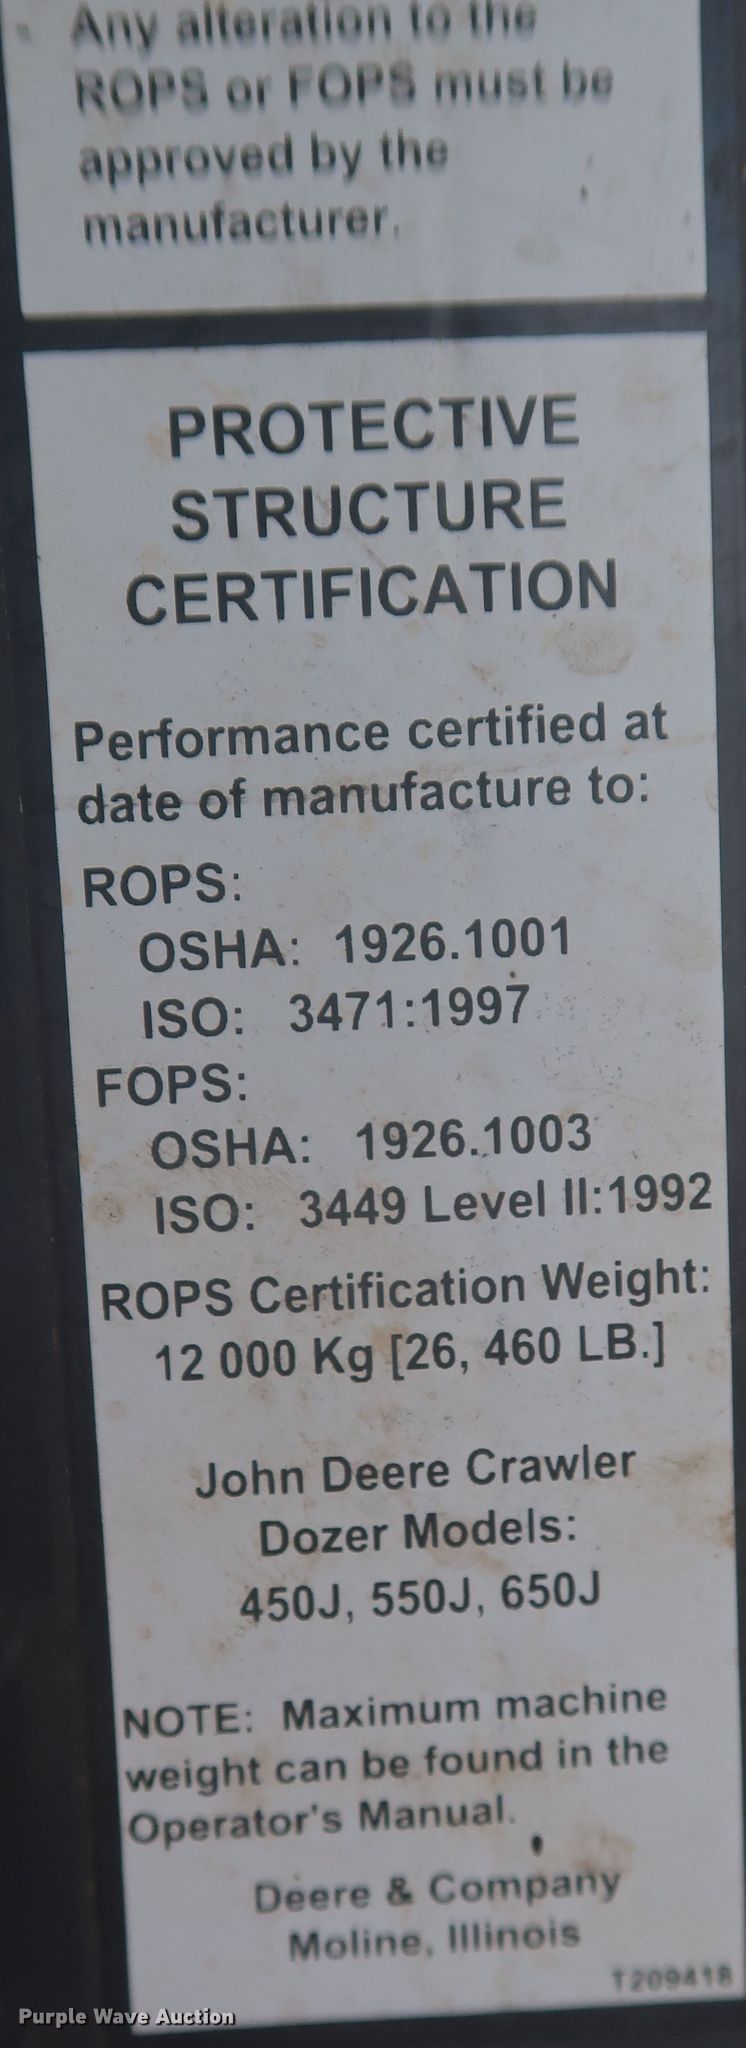 Any alteration to the
ROPS or FOPS must be
approved by the
manufacturer.
PROTECTIVE
STRUCTURE
CERTIFICATION
Performance certified at
date of manufacture to:
ROPS:
OSHA: 1926.1001
ISO: 3471:1997
FOPS:
OSHA: 1926.1003
ISO: 3449 Level II:1992
ROPS Certification Weight:
12 000 Kg [26, 460 LB.]
John Deere Crawler
Dozer Models:
450J, 550J, 650J
NOTE: Maximum machine
weight can be found in the
Operator's Manual.
Deere & Company
Moline, Illinois
T209418
Purple Wave Auction